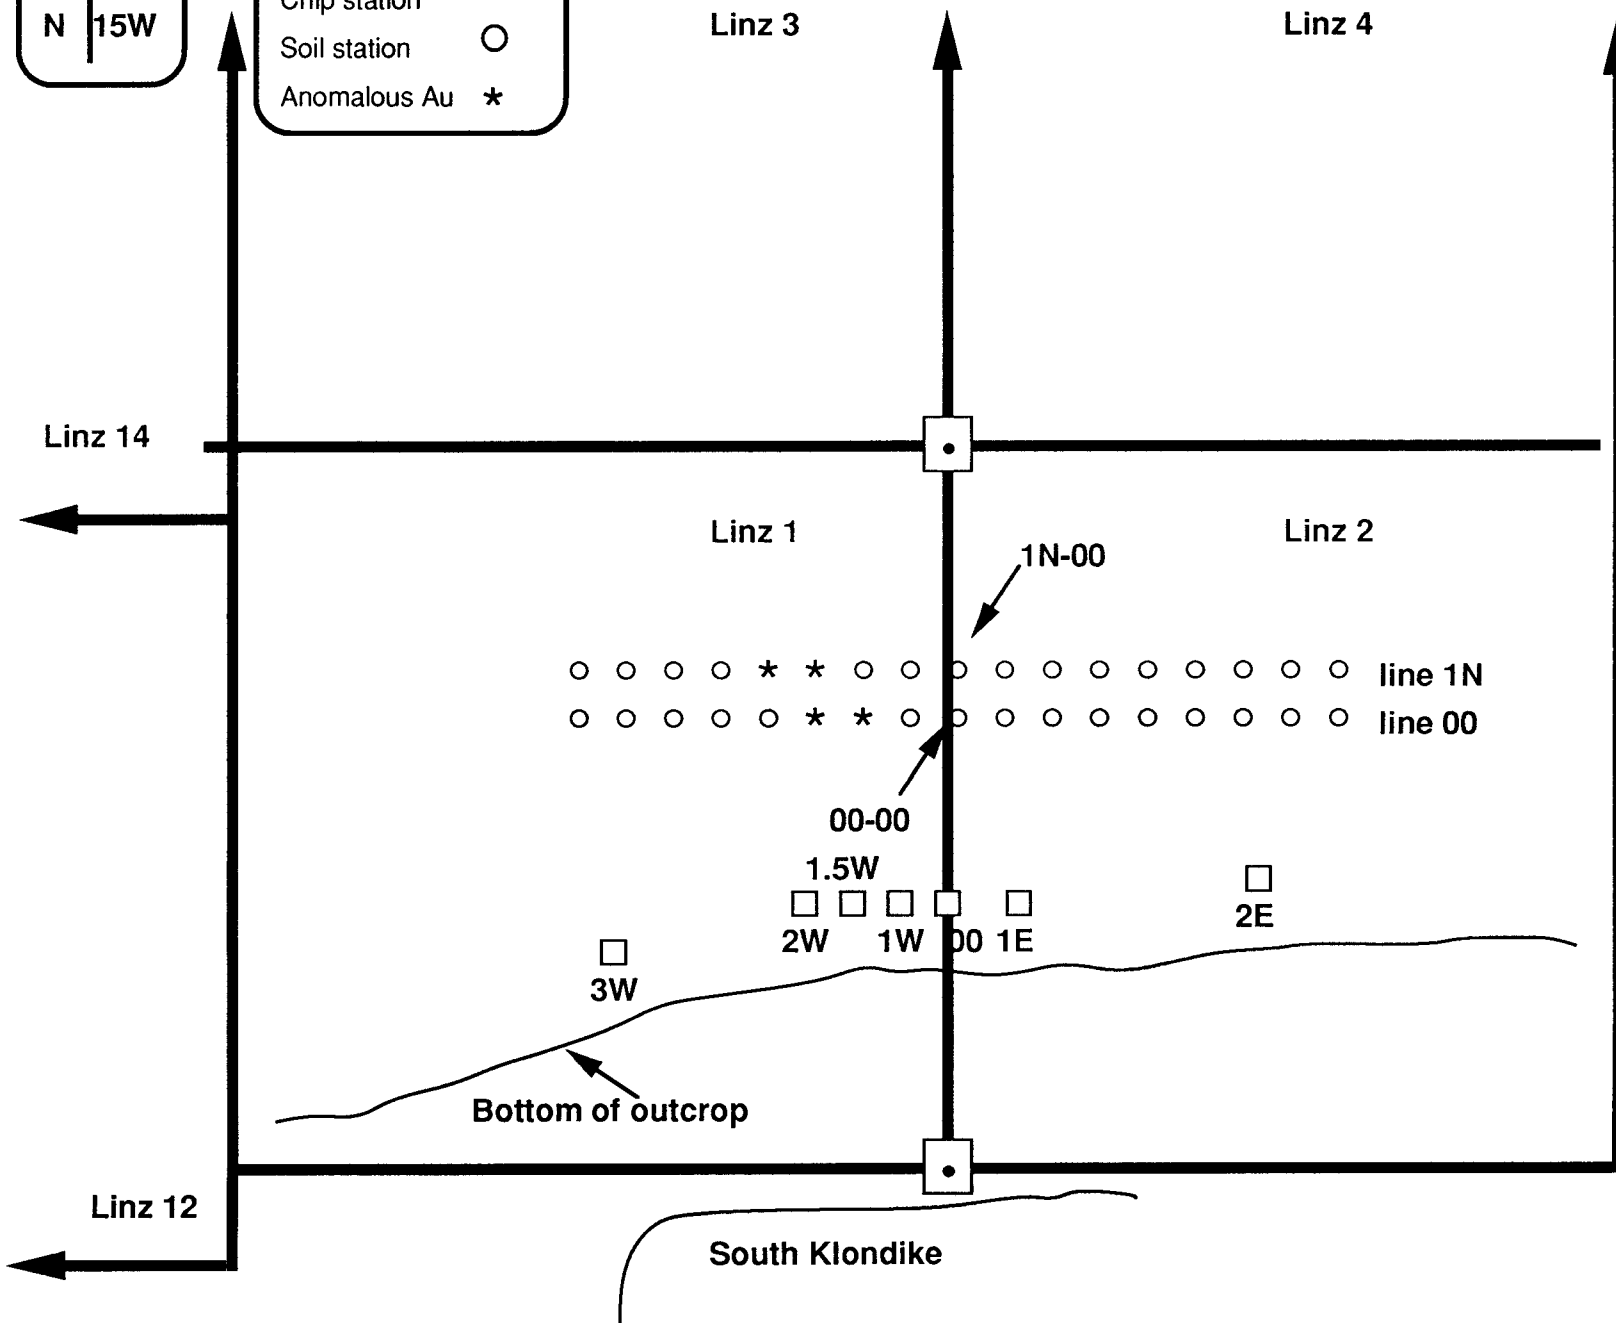 N 15W
Chip station
Soil station
Anomalous Au
Linz 3
Linz 4
Linz 14
Linz 1
Linz 2
1N-00
line 1N
line 00
00-00
1.5W
2W 1W 00 1E
2E
3W
Bottom of outcrop
Linz 12
South Klondike